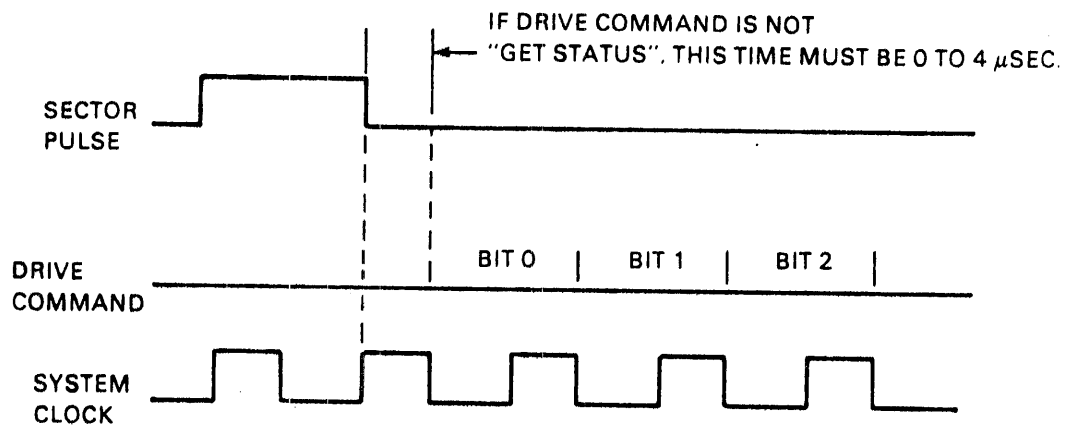 IF DRIVE COMMAND IS NOT
"GET STATUS". THIS TIME MUST BE 0 TO 4 µSEC.
SECTOR
PULSE
BIT 0
BIT 1
BIT 2
DRIVE
COMMAND
SYSTEM
CLOCK